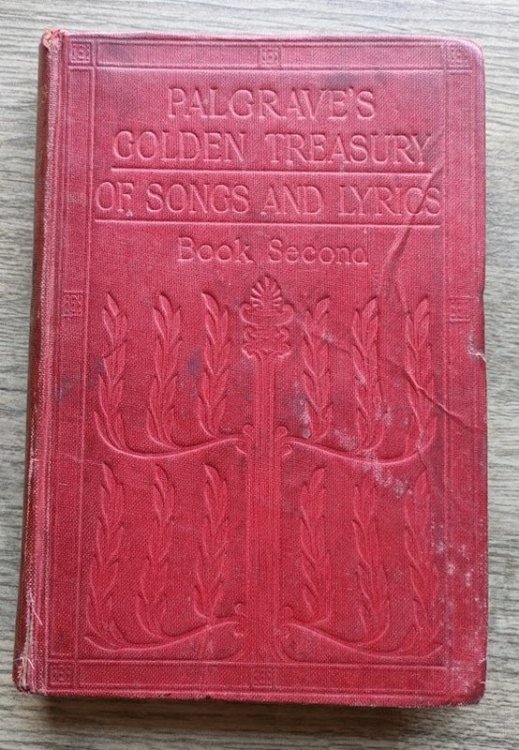 PALGRAVE'S
GOLDEN TREASURY
OF SONGS AND LYRICS
Book Second